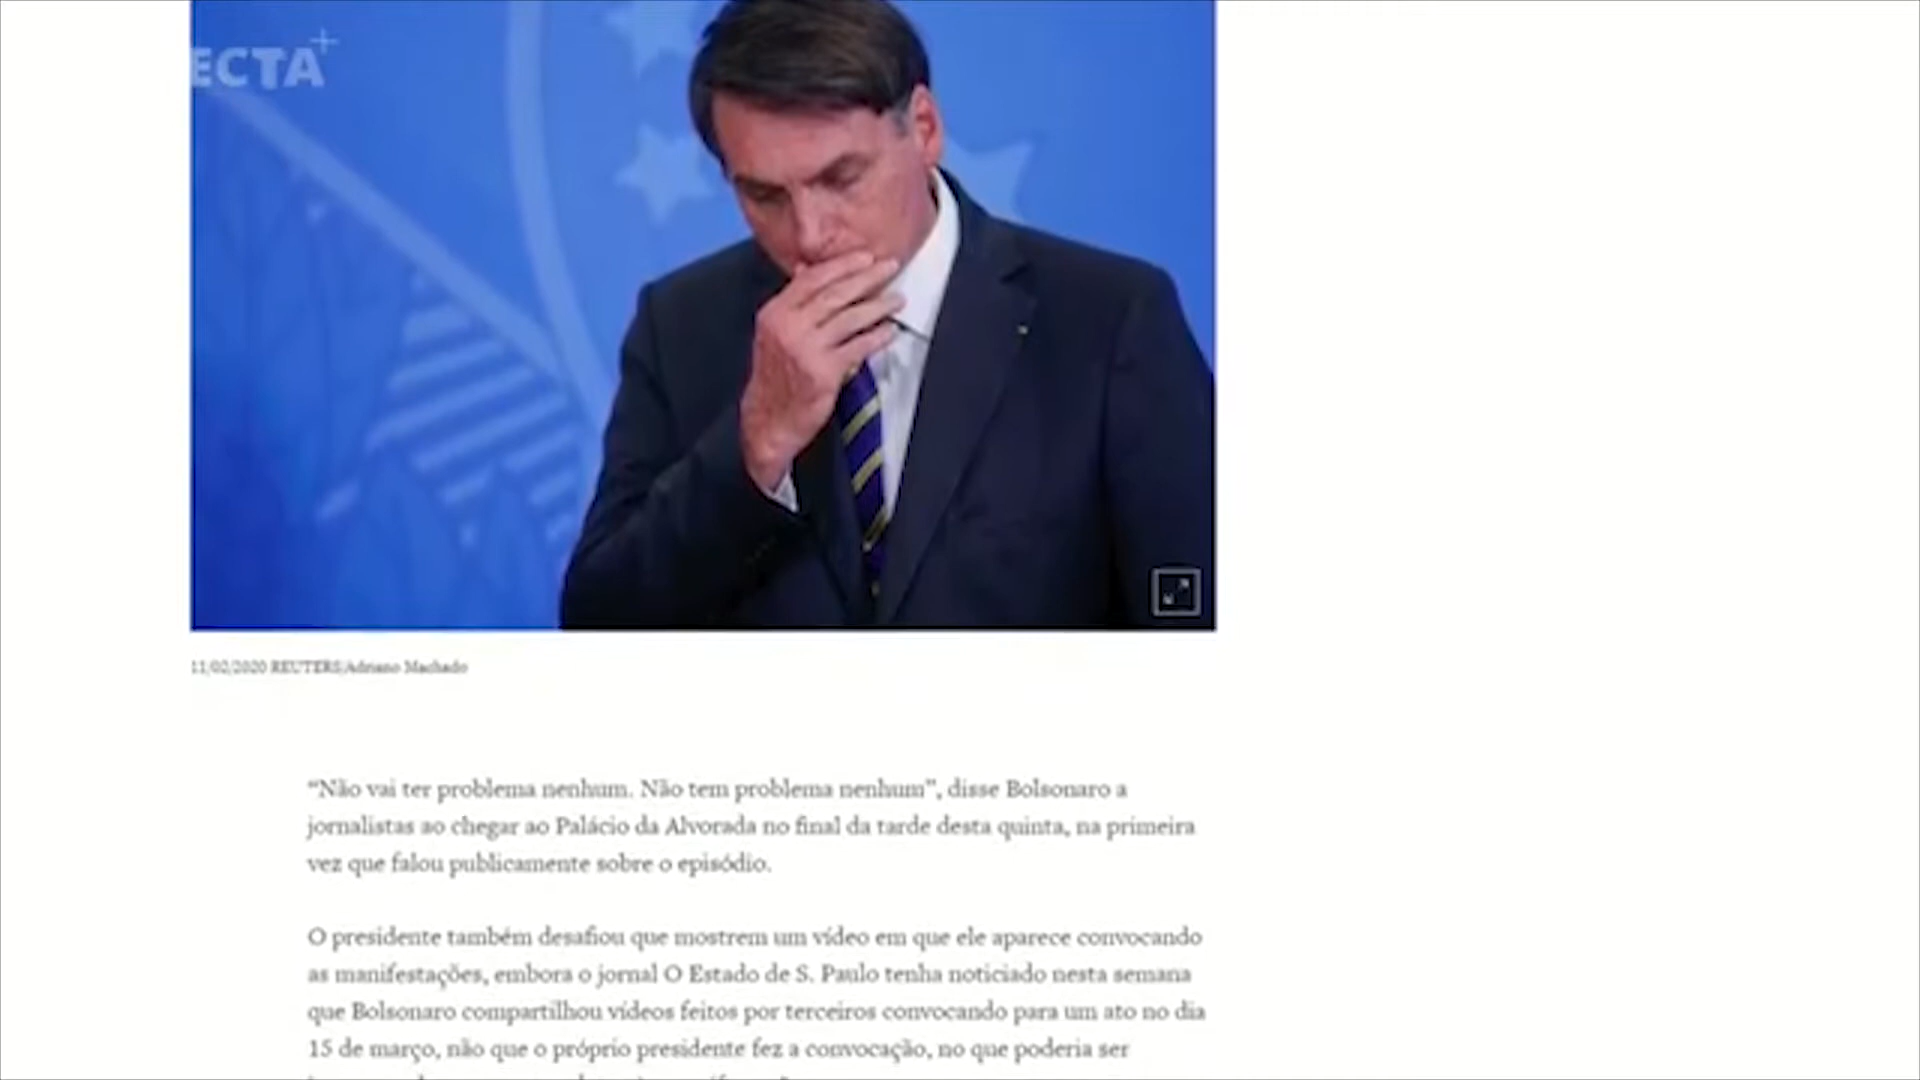 ECTA+
11/02/2020 REUTERS/Adriano Machado
“Não vai ter problema nenhum. Não tem problema nenhum”, disse Bolsonaro a
jornalistas ao chegar ao Palácio da Alvorada no final da tarde desta quinta, na primeira
vez que falou publicamente sobre o episódio.
O presidente também desafiou que mostrem um vídeo em que ele aparece convocando
as manifestações, embora o jornal O Estado de S. Paulo tenha noticiado nesta semana
que Bolsonaro compartilhou vídeos feitos por terceiros convocando para um ato no dia
15 de março, não que o próprio presidente fez a convocação, no que poderia ser